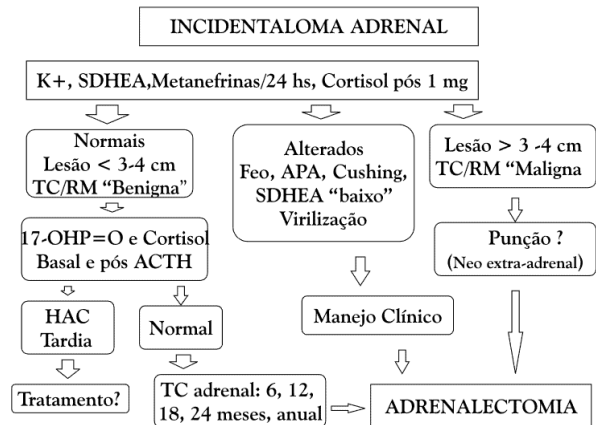 INCIDENTALOMA ADRENAL
K+, SDHEA,Metanefrinas/24 hs, Cortisol pós 1 mg
Normais
Lesão < 3-4 cm
TC/RM “Benigna”
Alterados
Feo, APA, Cushing,
SDHEA “baixo”
Virilização
Lesão > 3 -4 cm
TC/RM “Maligna
17-OHP=O e Cortisol
Basal e pós ACTH
Punção ?
(Neo extra-adrenal)
HAC
Tardia
Normal
Manejo Clínico
Tratamento?
TC adrenal: 6, 12,
18, 24 meses, anual
ADRENALECTOMIA